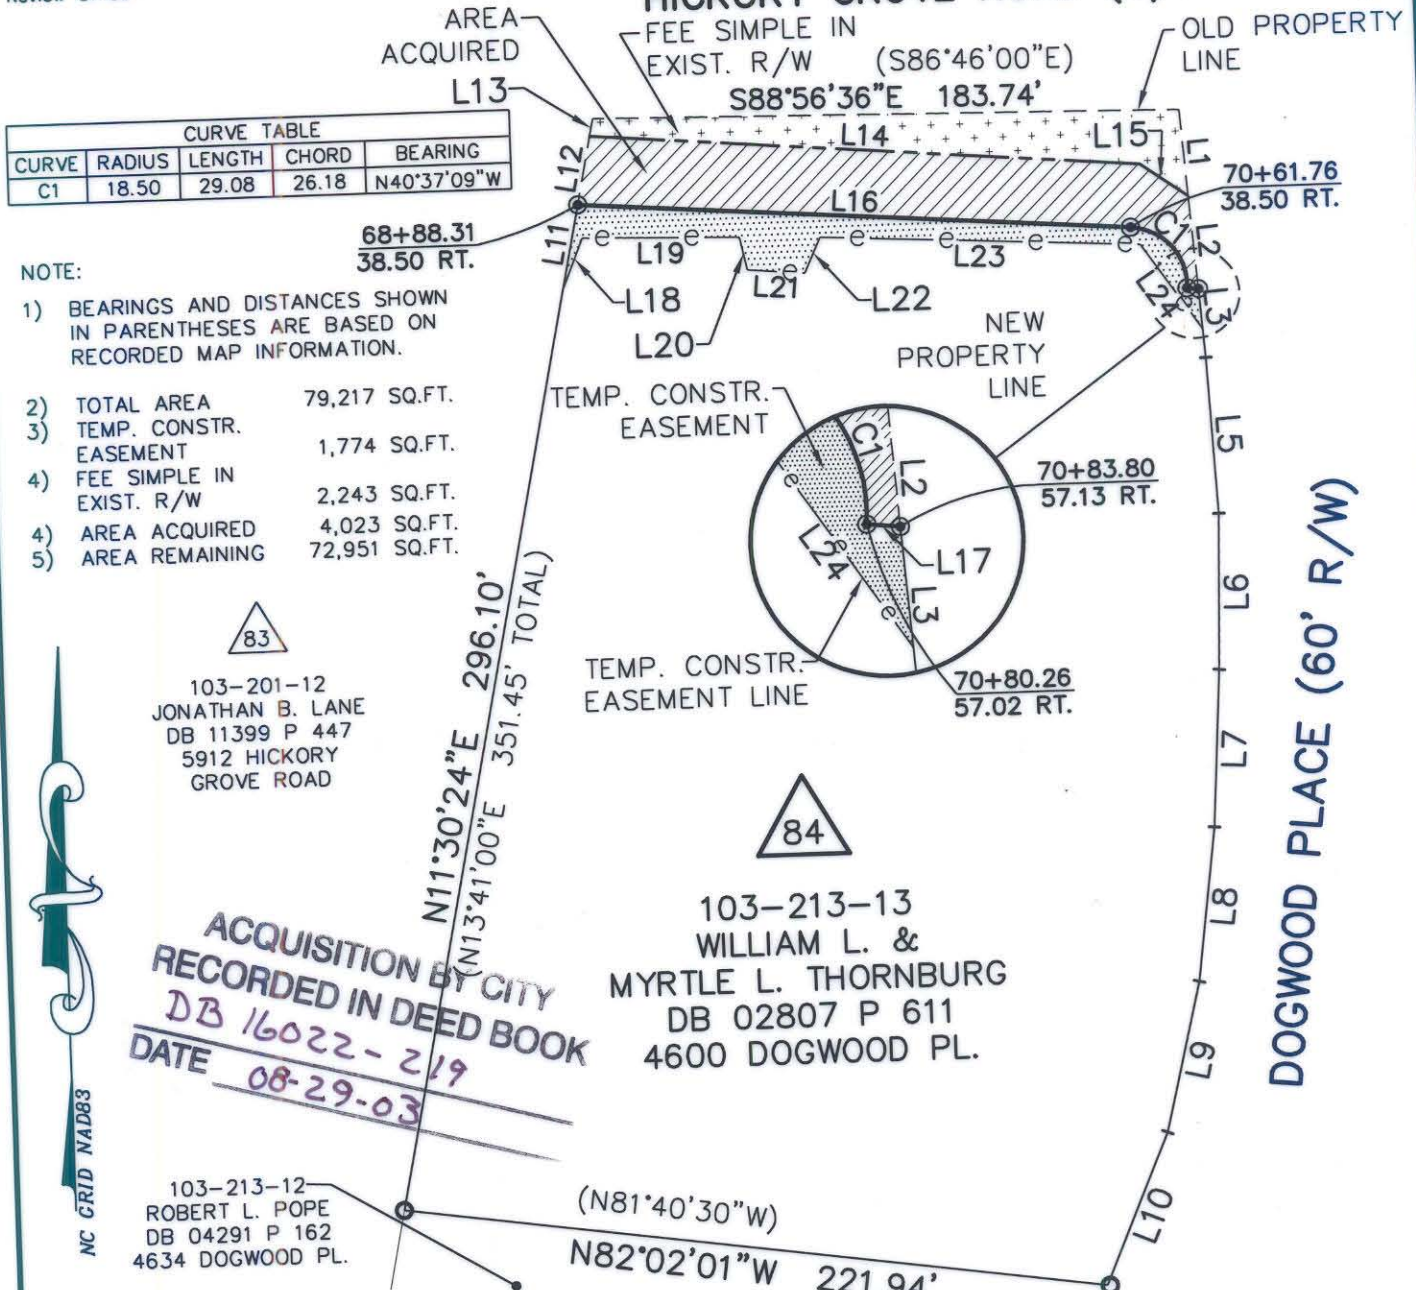 AREA
ACQUIRED
FEE SIMPLE IN
EXIST. R/W
(S86°46'00"E)
S88°56'36"E 183.74'
OLD PROPERTY
LINE
L13
L14
L15
L1
L12
L16
70+61.76
38.50 RT.
CURVE TABLE
CURVE RADIUS LENGTH CHORD BEARING
C1 18.50 29.08 26.18 N40°37'09"W
68+88.31
38.50 RT.
L11
e
e
e
e
e
e
e
L19
L21
L23
C1
L2
L24
L3
L18
L20
L22
NOTE:
1) BEARINGS AND DISTANCES SHOWN
IN PARENTHESES ARE BASED ON
RECORDED MAP INFORMATION.
2) TOTAL AREA 79,217 SQ.FT.
3) TEMP. CONSTR.
EASEMENT 1,774 SQ.FT.
4) FEE SIMPLE IN
EXIST. R/W 2,243 SQ.FT.
4) AREA ACQUIRED 4,023 SQ.FT.
5) AREA REMAINING 72,951 SQ.FT.
NEW
PROPERTY
LINE
TEMP. CONSTR.
EASEMENT
C1
L2
e
e
e
L24
L3
L17
70+83.80
57.13 RT.
TEMP. CONSTR.
EASEMENT LINE
70+80.26
57.02 RT.
L5
L6
L7
L8
L9
L10
DOGWOOD PLACE (60' R/W)
83
103-201-12
JONATHAN B. LANE
DB 11399 P 447
5912 HICKORY
GROVE ROAD
N11°30'24"E 296.10'
(N13°41'00"E 351.45' TOTAL)
84
103-213-13
WILLIAM L. &
MYRTLE L. THORNBURG
DB 02807 P 611
4600 DOGWOOD PL.
ACQUISITION BY CITY
RECORDED IN DEED BOOK
DB 16022-219
DATE 08-29-03
NC GRID NAD83
103-213-12
ROBERT L. POPE
DB 04291 P 162
4634 DOGWOOD PL.
(N81°40'30"W)
N82°02'01"W 221.94'